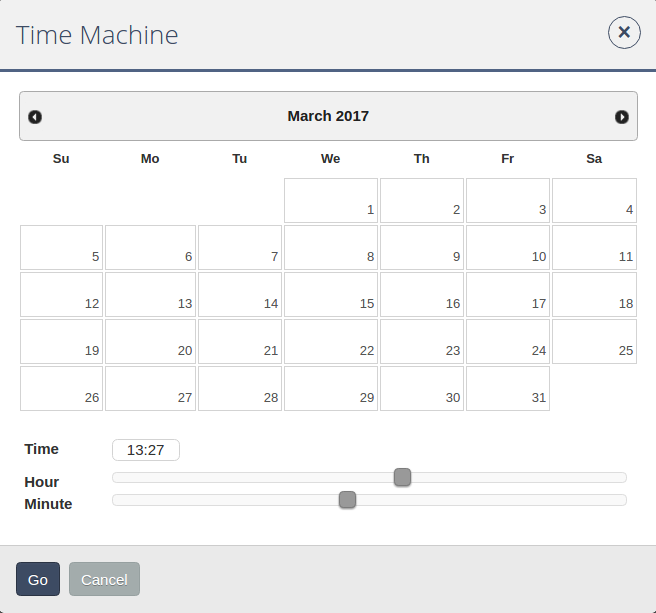 Time Machine
March 2017
Su Mo Tu We Th Fr Sa
1 2 3 4
5 6 7 8 9 10 11
12 13 14 15 16 17 18
19 20 21 22 23 24 25
26 27 28 29 30 31
Time 13:27
Hour
Minute
Go Cancel